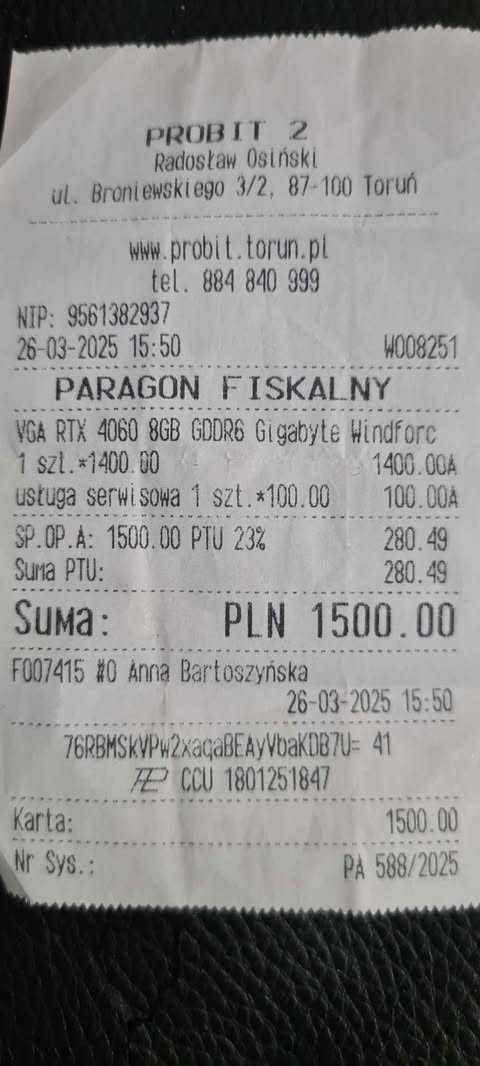 PROBIT 2
Radosław Osiński
ul. Broniewskiego 3/2, 87-100 Toruń
www.probit.torun.pl
tel. 884 840 999
NIP: 9561382937
26-03-2025 15:50 W008251
PARAGON FISKALNY
VGA RTX 4060 8GB GDDR6 Gigabyte Windforc
1 szt.*1400.00 1400.00A
usługa serwisowa 1 szt.*100.00 100.00A
SP.OP.A: 1500.00 PTU 23% 280.49
Suma PTU: 280.49
Suma: PLN 1500.00
F007415 #0 Anna Bartoszyńska
26-03-2025 15:50
76RBMSkVPw2xaqaBEAyVbaKDB7U= 41
CCU 1801251847
Karta: 1500.00
Nr Sys.: PA 588/2025